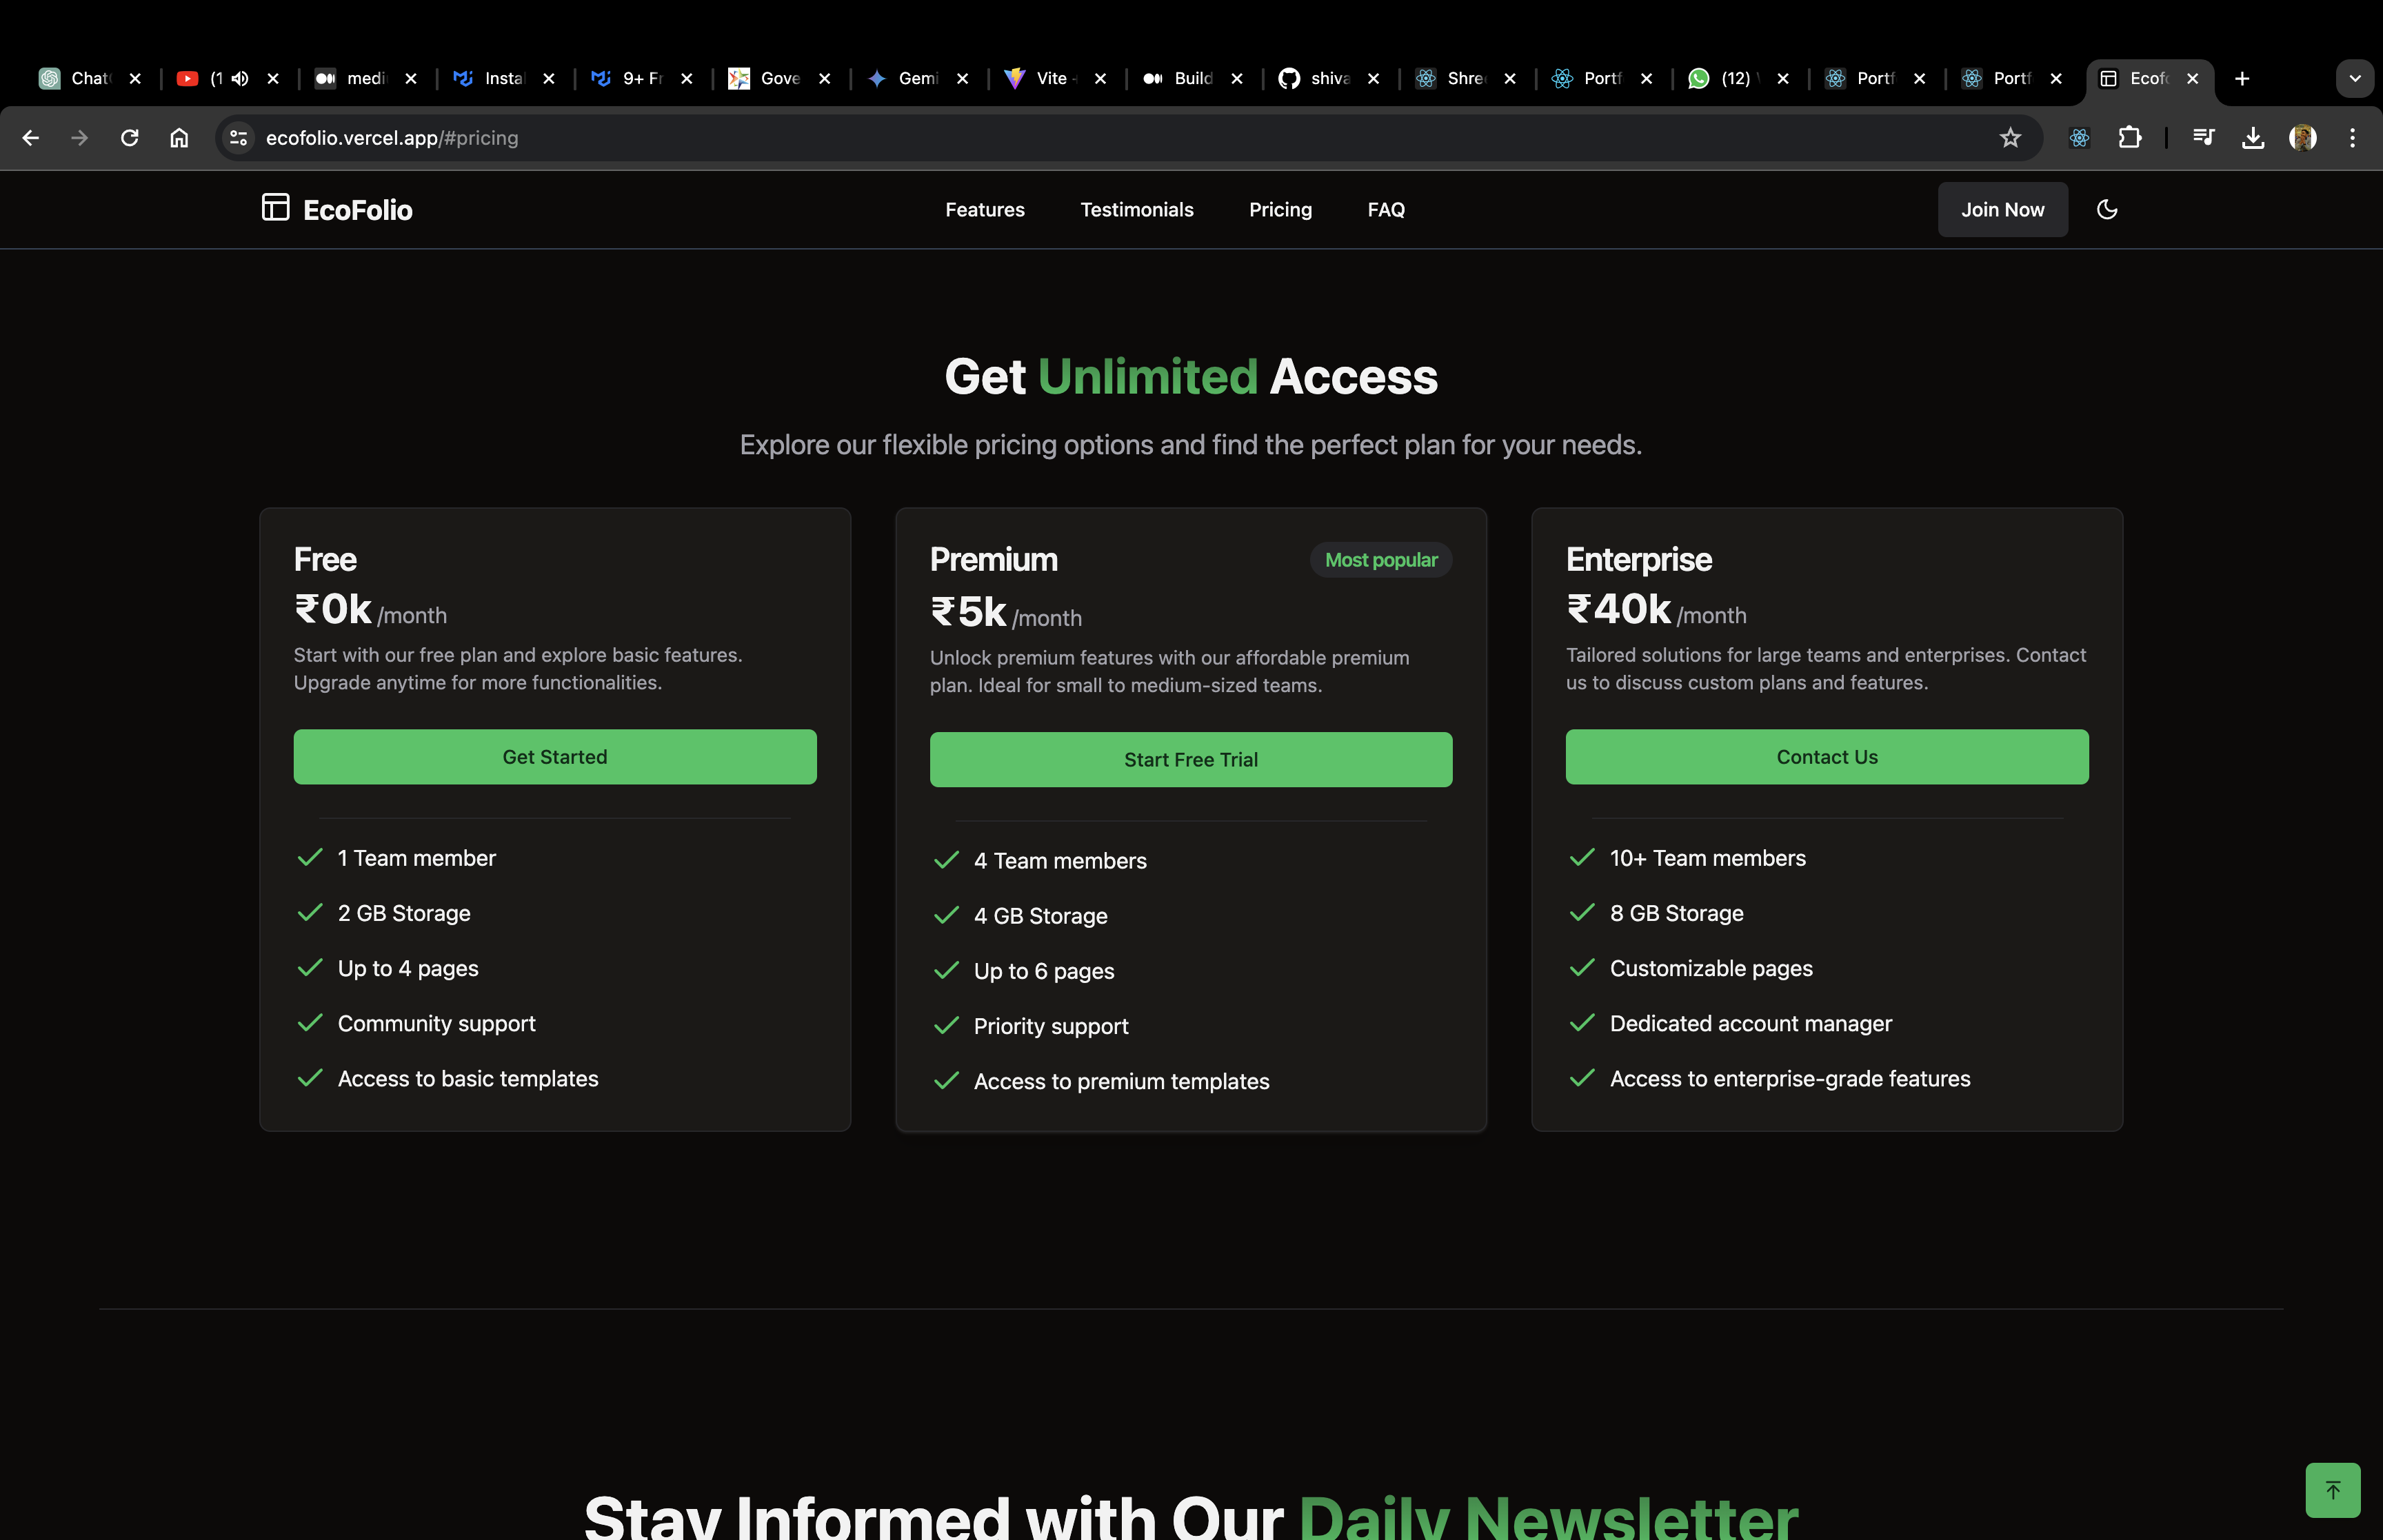 Chat
(1
medi
Insta
9+ Fr
Gove
Gemi
Vite -
Build
shiva
Shre
Portf
(12)
Portf
Portf
Ecofo
ecofolio.vercel.app/#pricing
EcoFolio
Features
Testimonials
Pricing
FAQ
Join Now
Get Unlimited Access
Explore our flexible pricing options and find the perfect plan for your needs.
Free
₹0k /month
Start with our free plan and explore basic features.
Upgrade anytime for more functionalities.
Get Started
1 Team member
2 GB Storage
Up to 4 pages
Community support
Access to basic templates
Premium
Most popular
₹5k /month
Unlock premium features with our affordable premium
plan. Ideal for small to medium-sized teams.
Start Free Trial
4 Team members
4 GB Storage
Up to 6 pages
Priority support
Access to premium templates
Enterprise
₹40k /month
Tailored solutions for large teams and enterprises. Contact
us to discuss custom plans and features.
Contact Us
10+ Team members
8 GB Storage
Customizable pages
Dedicated account manager
Access to enterprise-grade features
Stay Informed with Our Daily Newsletter